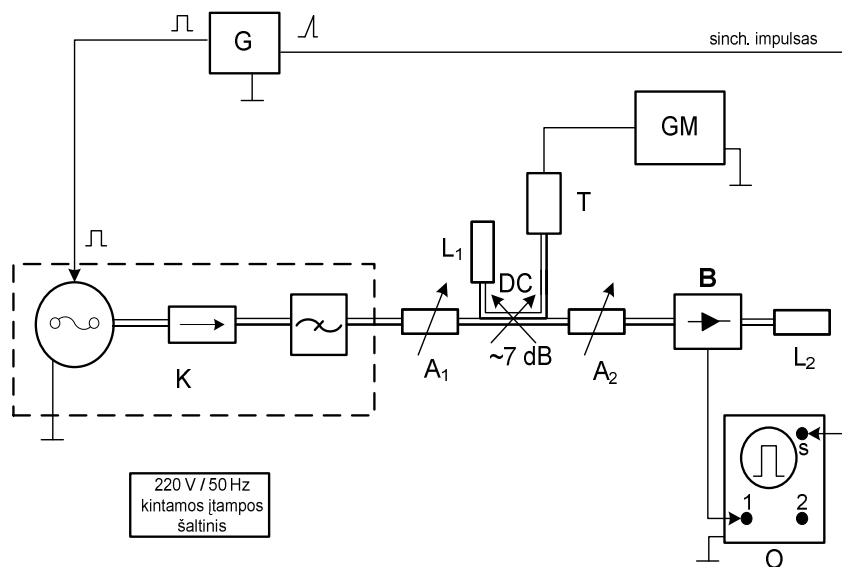 G
sinch. impulsas
GM
T
L₁
DC
B
~7 dB
A₁
A₂
L₂
K
S
1 2
O
220 V / 50 Hz
kintamos įtampos
šaltinis